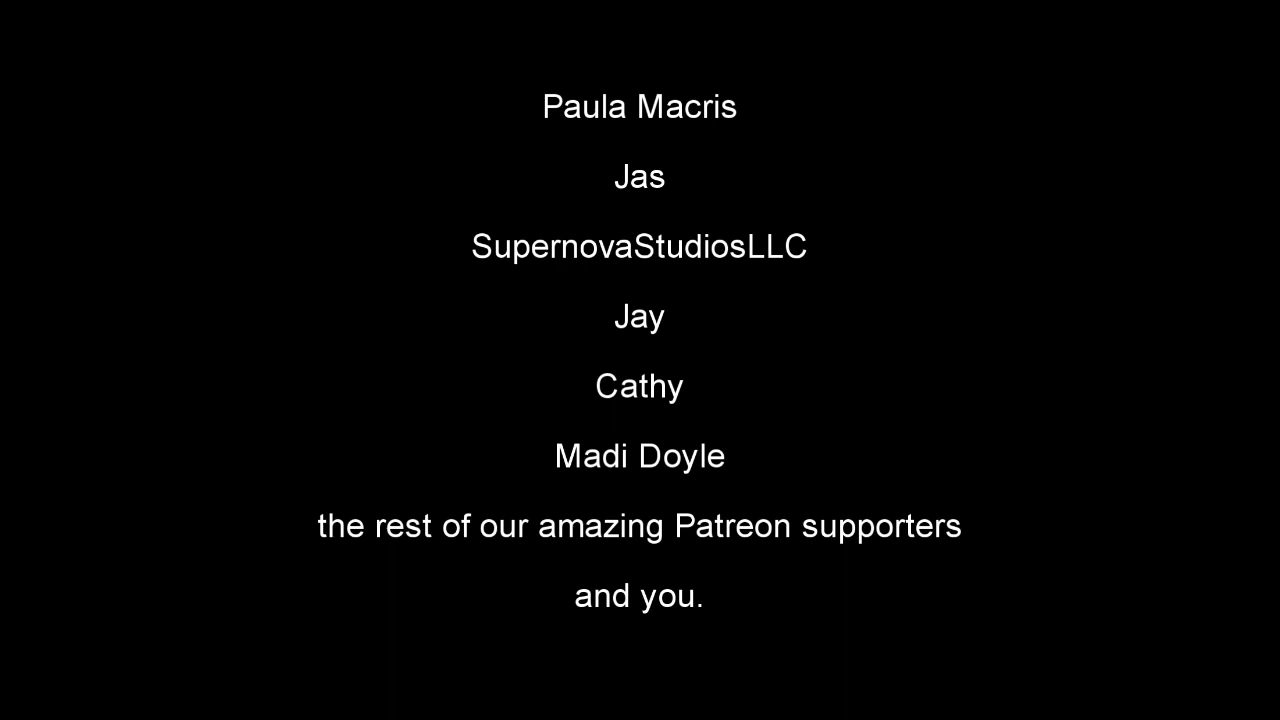 Paula Macris
Jas
SupernovaStudiosLLC
Jay
Cathy
Madi Doyle
the rest of our amazing Patreon supporters
and you.